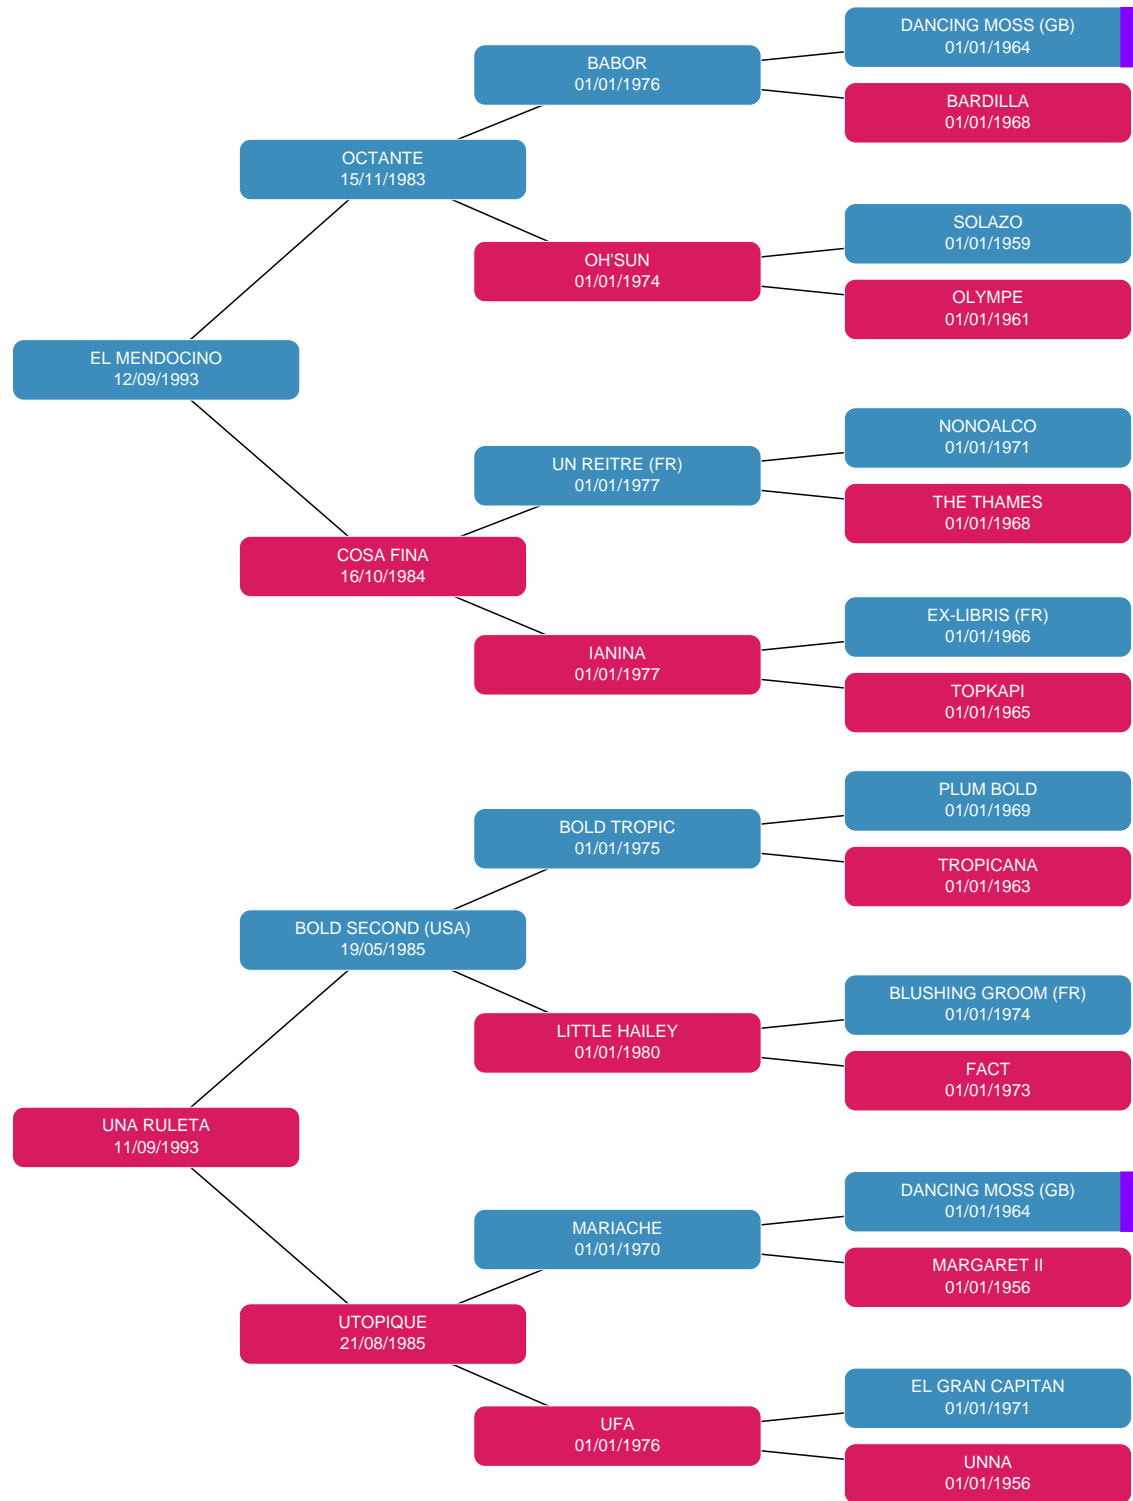 DANCING MOSS (GB)
01/01/1964
BABOR
01/01/1976
BARDILLA
01/01/1968
OCTANTE
15/11/1983
SOLAZO
01/01/1959
OH'SUN
01/01/1974
OLYMPE
01/01/1961
EL MENDOCINO
12/09/1993
NONOALCO
01/01/1971
UN REITRE (FR)
01/01/1977
THE THAMES
01/01/1968
COSA FINA
16/10/1984
EX-LIBRIS (FR)
01/01/1966
IANINA
01/01/1977
TOPKAPI
01/01/1965
PLUM BOLD
01/01/1969
BOLD TROPIC
01/01/1975
TROPICANA
01/01/1963
BOLD SECOND (USA)
19/05/1985
BLUSHING GROOM (FR)
01/01/1974
LITTLE HAILEY
01/01/1980
FACT
01/01/1973
UNA RULETA
11/09/1993
DANCING MOSS (GB)
01/01/1964
MARIACHE
01/01/1970
MARGARET II
01/01/1956
UTOPIQUE
21/08/1985
EL GRAN CAPITAN
01/01/1971
UFA
01/01/1976
UNNA
01/01/1956